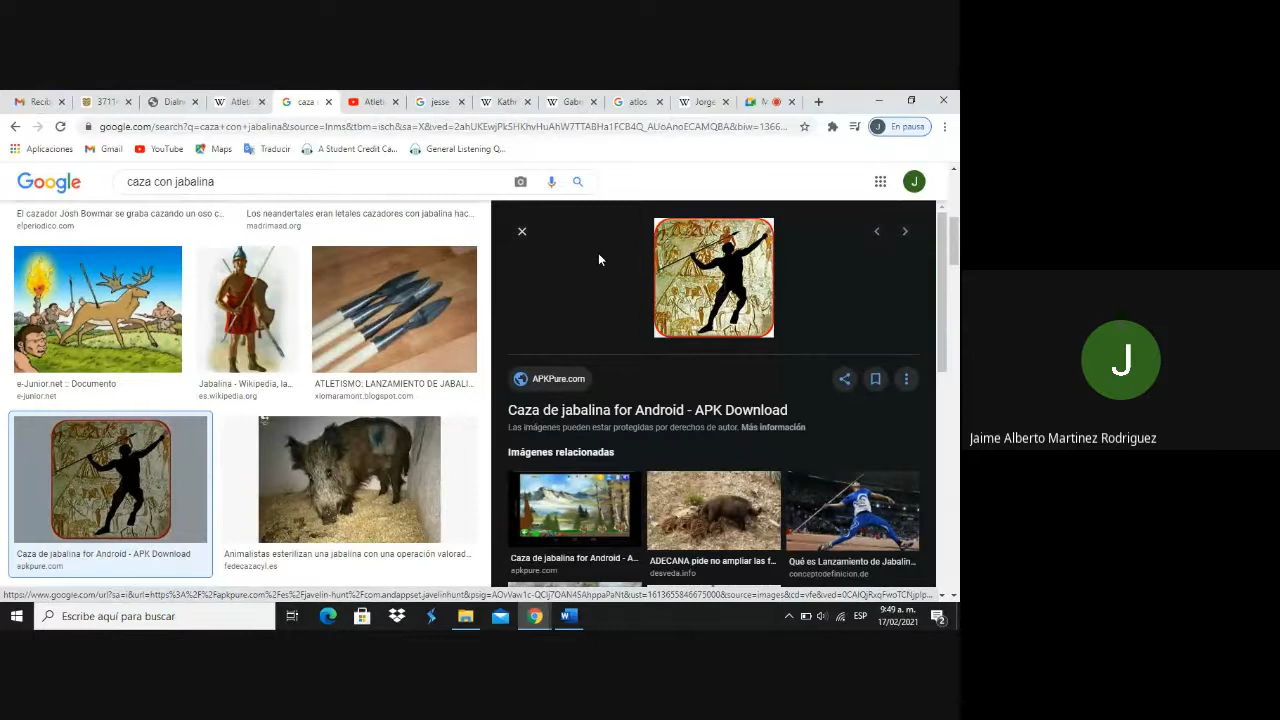 Recib
3711
Dialn
Atleti
caza
Atleti
jesse
Kathr
Gabr
atlos
Jorge
M
google.com/search?q=caza+con+jabalina&source=lnms&tbm=isch&sa=X&ved=
En pausa
Aplicaciones
Gmail
YouTube
Maps
Traducir
A Student Credit Ca...
General Listening Q...
Google
caza con jabalina
J
El cazador Josh Bowmar se graba cazando un oso c...
elperiodico.com
Los neandertales eran letales cazadores con jabalina hac...
madrimasd.org
e-Junior.net :: Documento
e-junior.net
Jabalina - Wikipedia, la...
es.wikipedia.org
ATLETISMO: LANZAMIENTO DE JABALI...
xiomaramont.blogspot.com
Caza de jabalina for Android - APK Download
apkpure.com
Animalistas esterilizan una jabalina con una operación valorad...
fedecazacyl.es
APKPure.com
Caza de jabalina for Android - APK Download
Las imágenes pueden estar protegidas por derechos de autor. Más información
Imágenes relacionadas
Caza de jabalina for Android - A...
apkpure.com
ADECANA pide no ampliar las f...
desveda.info
Qué es Lanzamiento de Jabalin...
conceptodefinicion.de
Escribe aquí para buscar
ESP
9:49 a. m.
17/02/2021
2
J
Jaime Alberto Martinez Rodriguez